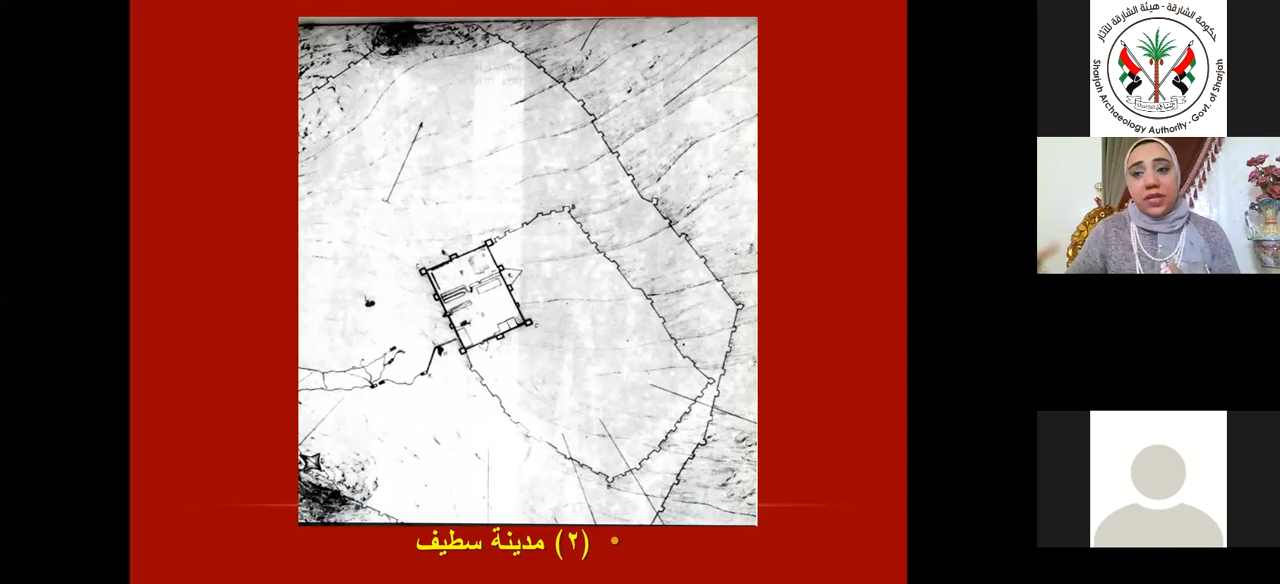 حكومة الشارقة - هيئة الشارقة للآثار
Sharjah Archaeology Authority - Govt. of Sharjah
(٢) مدينة سطيف